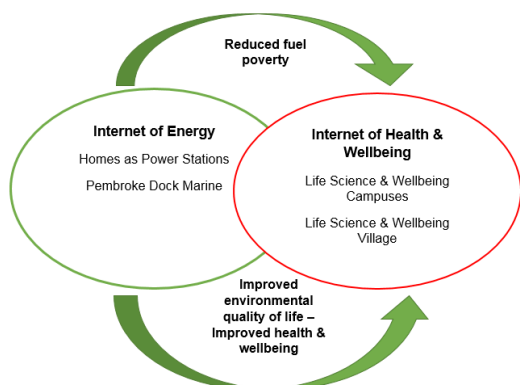 Reduced fuel
poverty
Internet of Energy
Homes as Power Stations
Pembroke Dock Marine
Internet of Health &
Wellbeing
Life Science & Wellbeing
Campuses
Life Science & Wellbeing
Village
Improved
environmental
quality of life –
Improved health &
wellbeing